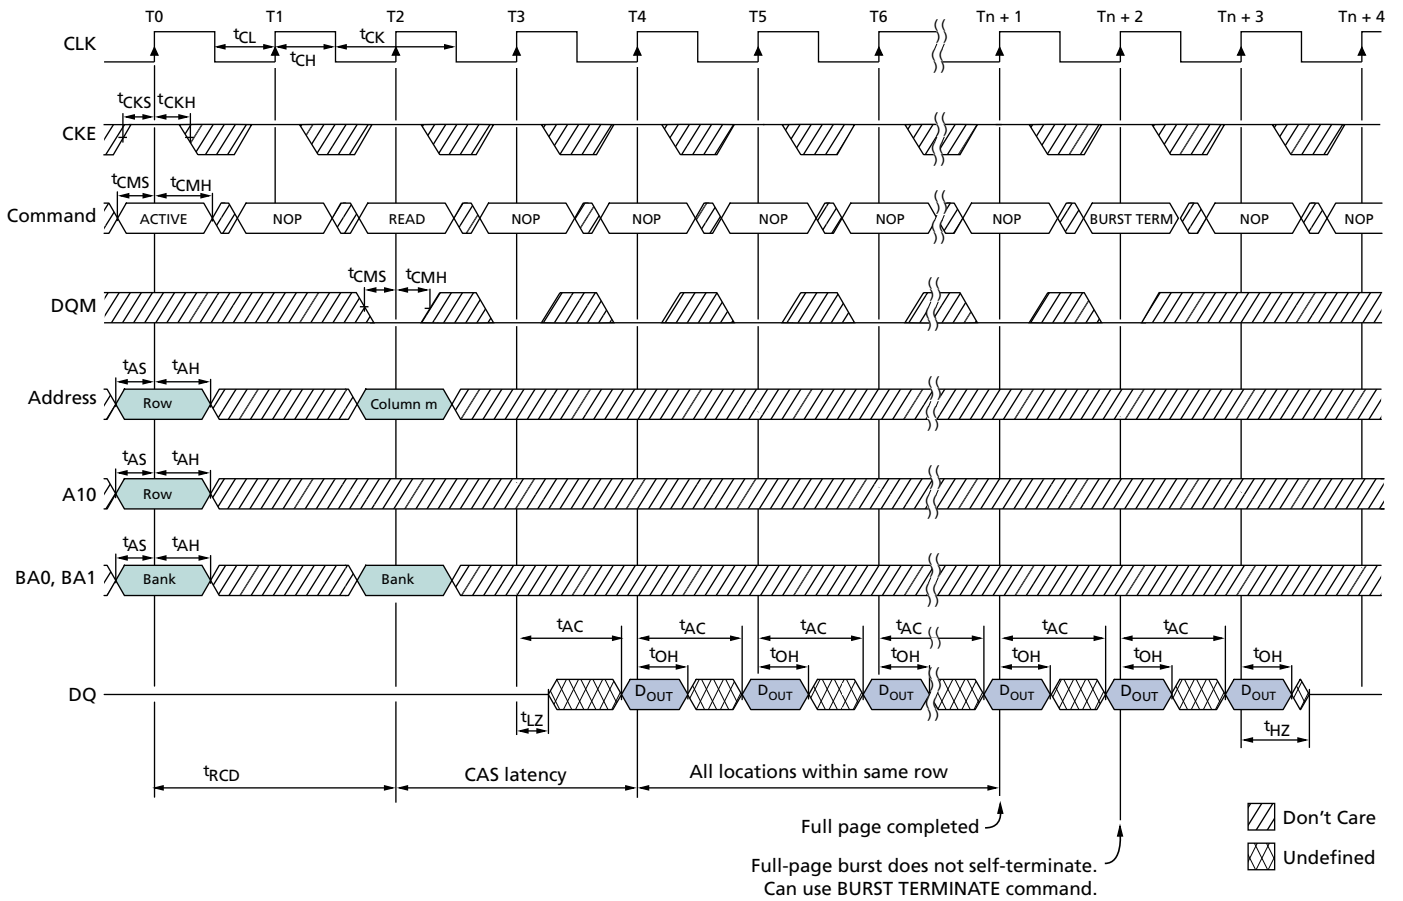 T0 T1 T2 T3 T4 T5 T6 Tn + 1 Tn + 2 Tn + 3 Tn + 4
CLK
tCL tCK
tCH
tCKS tCKH
CKE
tCMS tCMH
Command ACTIVE NOP READ NOP NOP NOP NOP NOP BURST TERM NOP NOP
tCMS tCMH
DQM
tAS tAH
Address Row Column m
tAS tAH
A10 Row
tAS tAH
BA0, BA1 Bank Bank
tAC tAC tAC tAC tAC tAC
tOH tOH tOH tOH tOH tOH
DQ DOUT DOUT DOUT DOUT DOUT DOUT
tLZ tHZ
tRCD CAS latency All locations within same row
Full page completed
Don't Care
Full-page burst does not self-terminate.
Undefined
Can use BURST TERMINATE command.